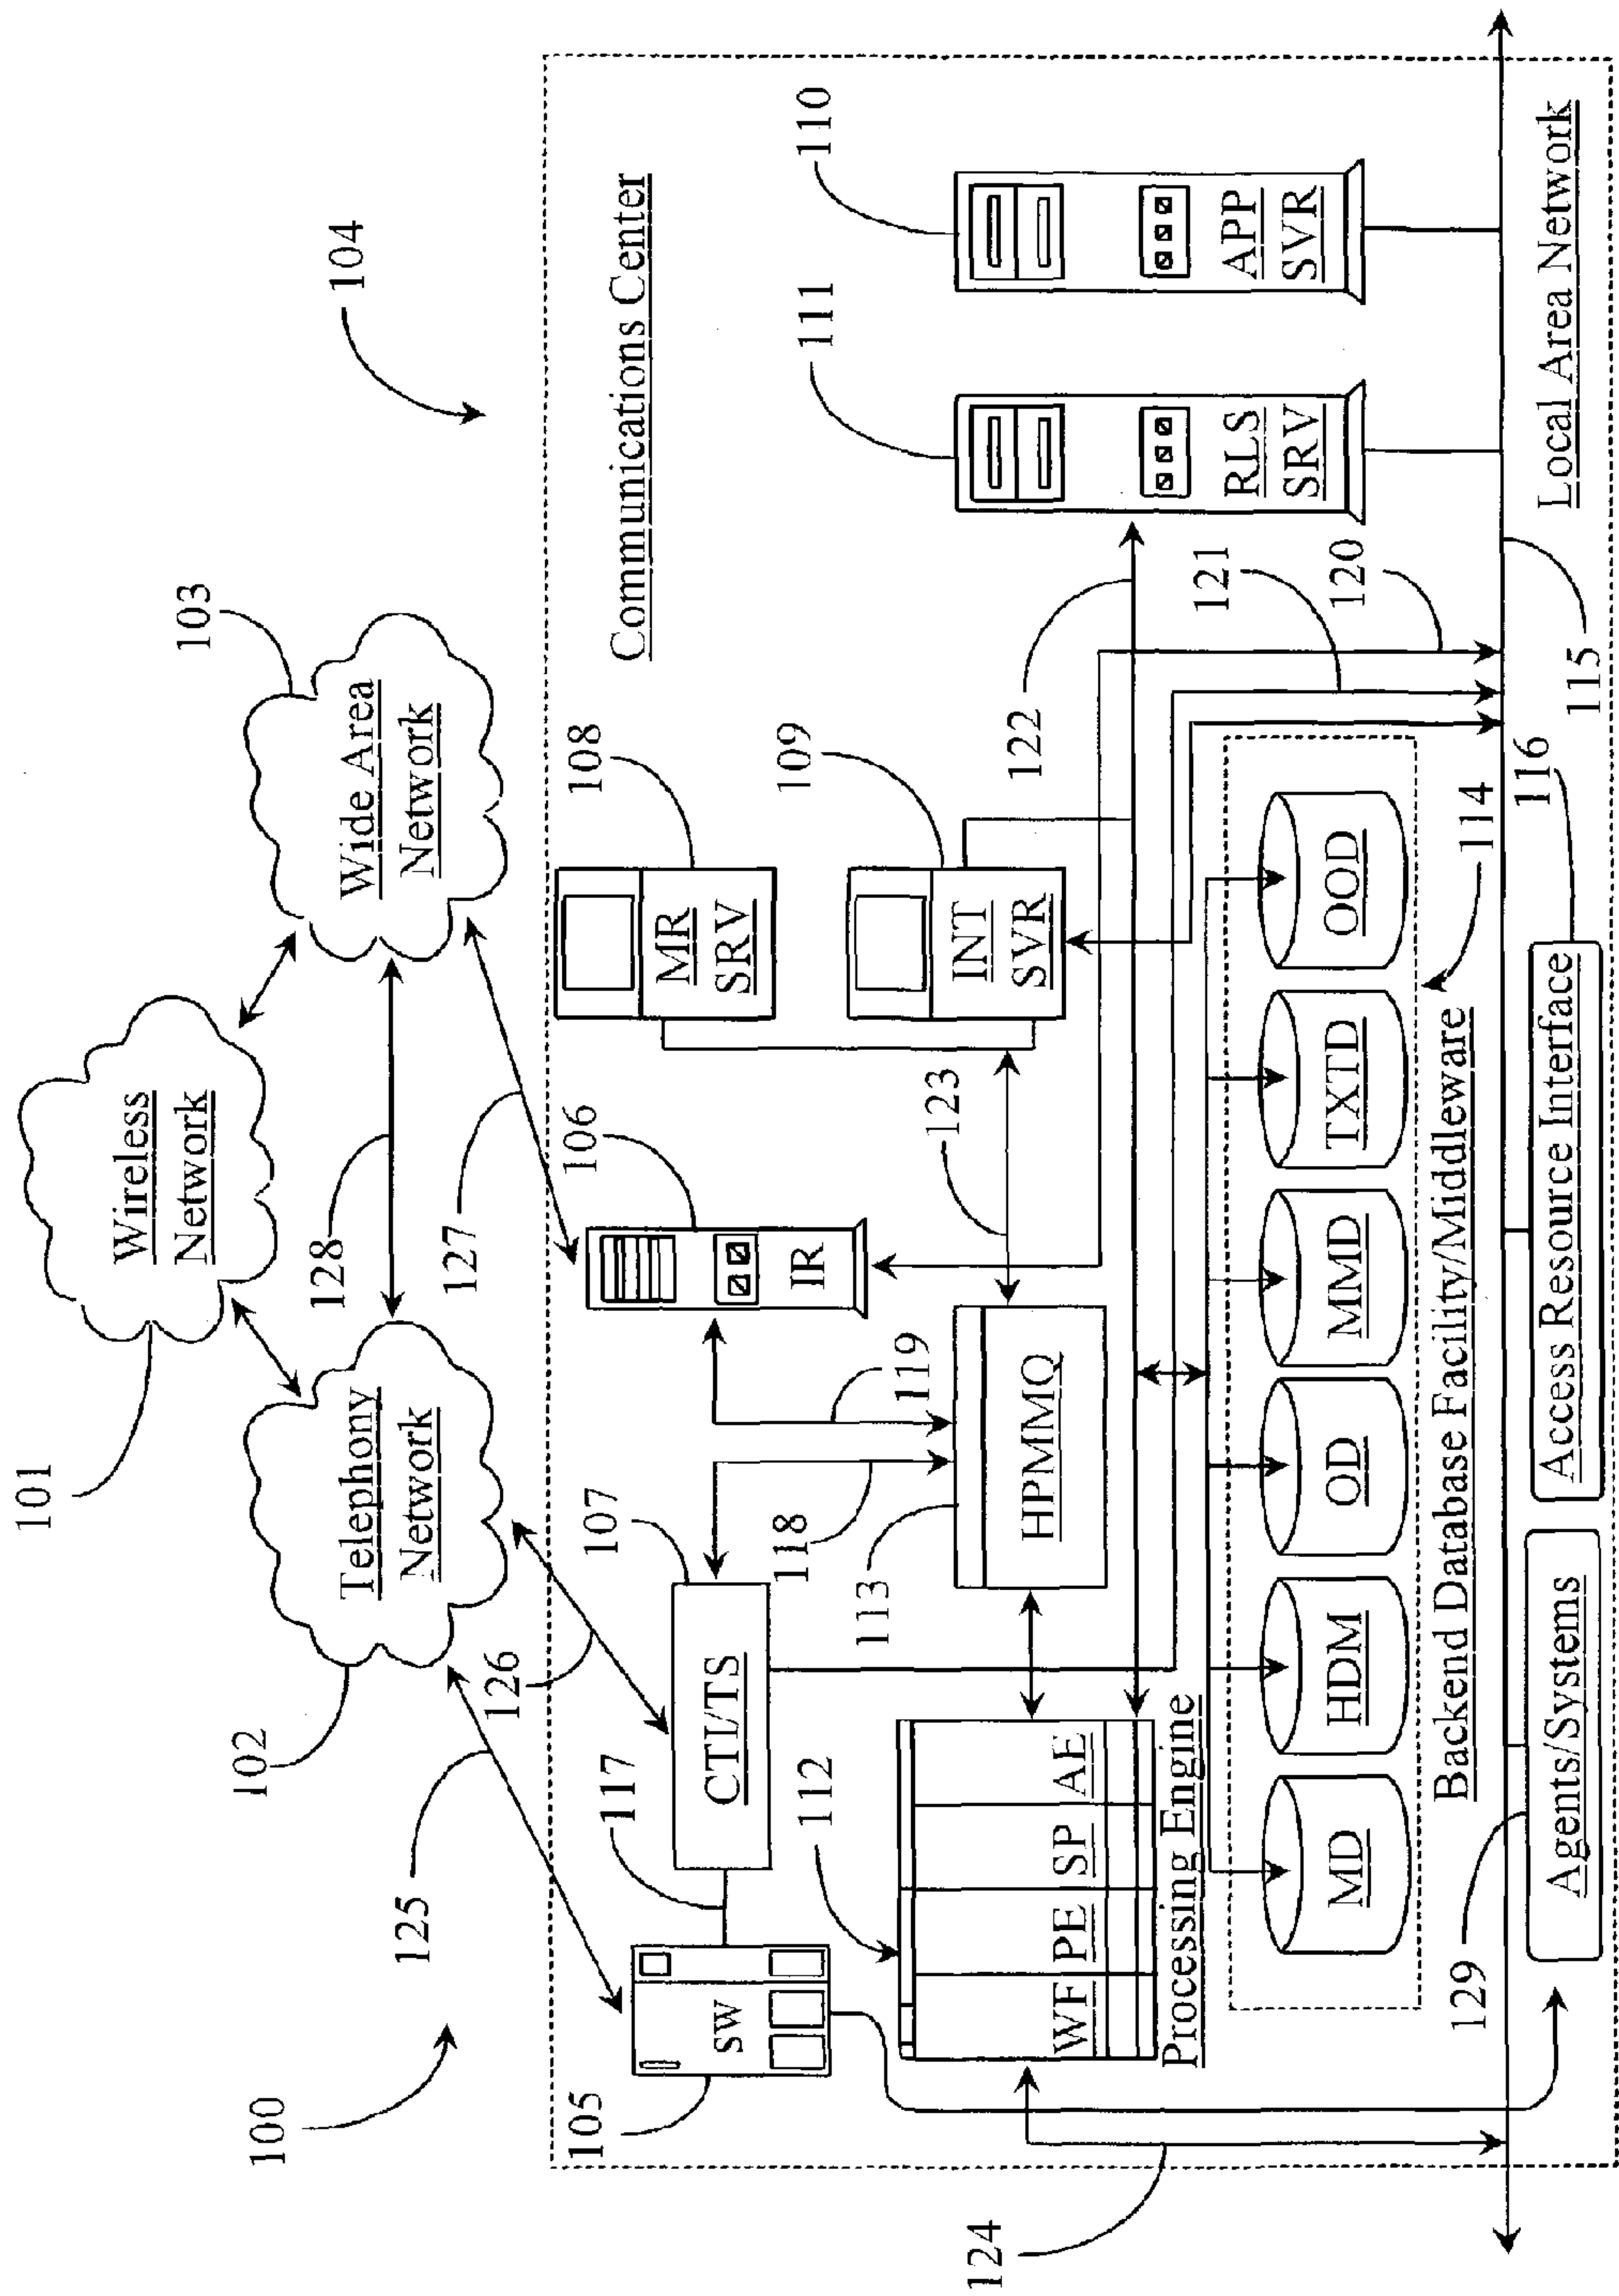 100
101
Wireless
Network
102
Telephony
Network
103
Wide Area
Network
104
128
125
126
127
Communications Center
105
SW
117
107
CTI/TS
106
IR
108
MR
SRV
109
INT
SVR
118
119
113
HPMMQ
123
112
WF PE SP AE
Processing Engine
122
111
RLS
SRV
110
APP
SVR
121
120
MD
HDM
OD
MMD
TXTD
OOD
Backend Database Facility/Middleware
114
124
129
Agents/Systems
Access Resource Interface
116
115
Local Area Network